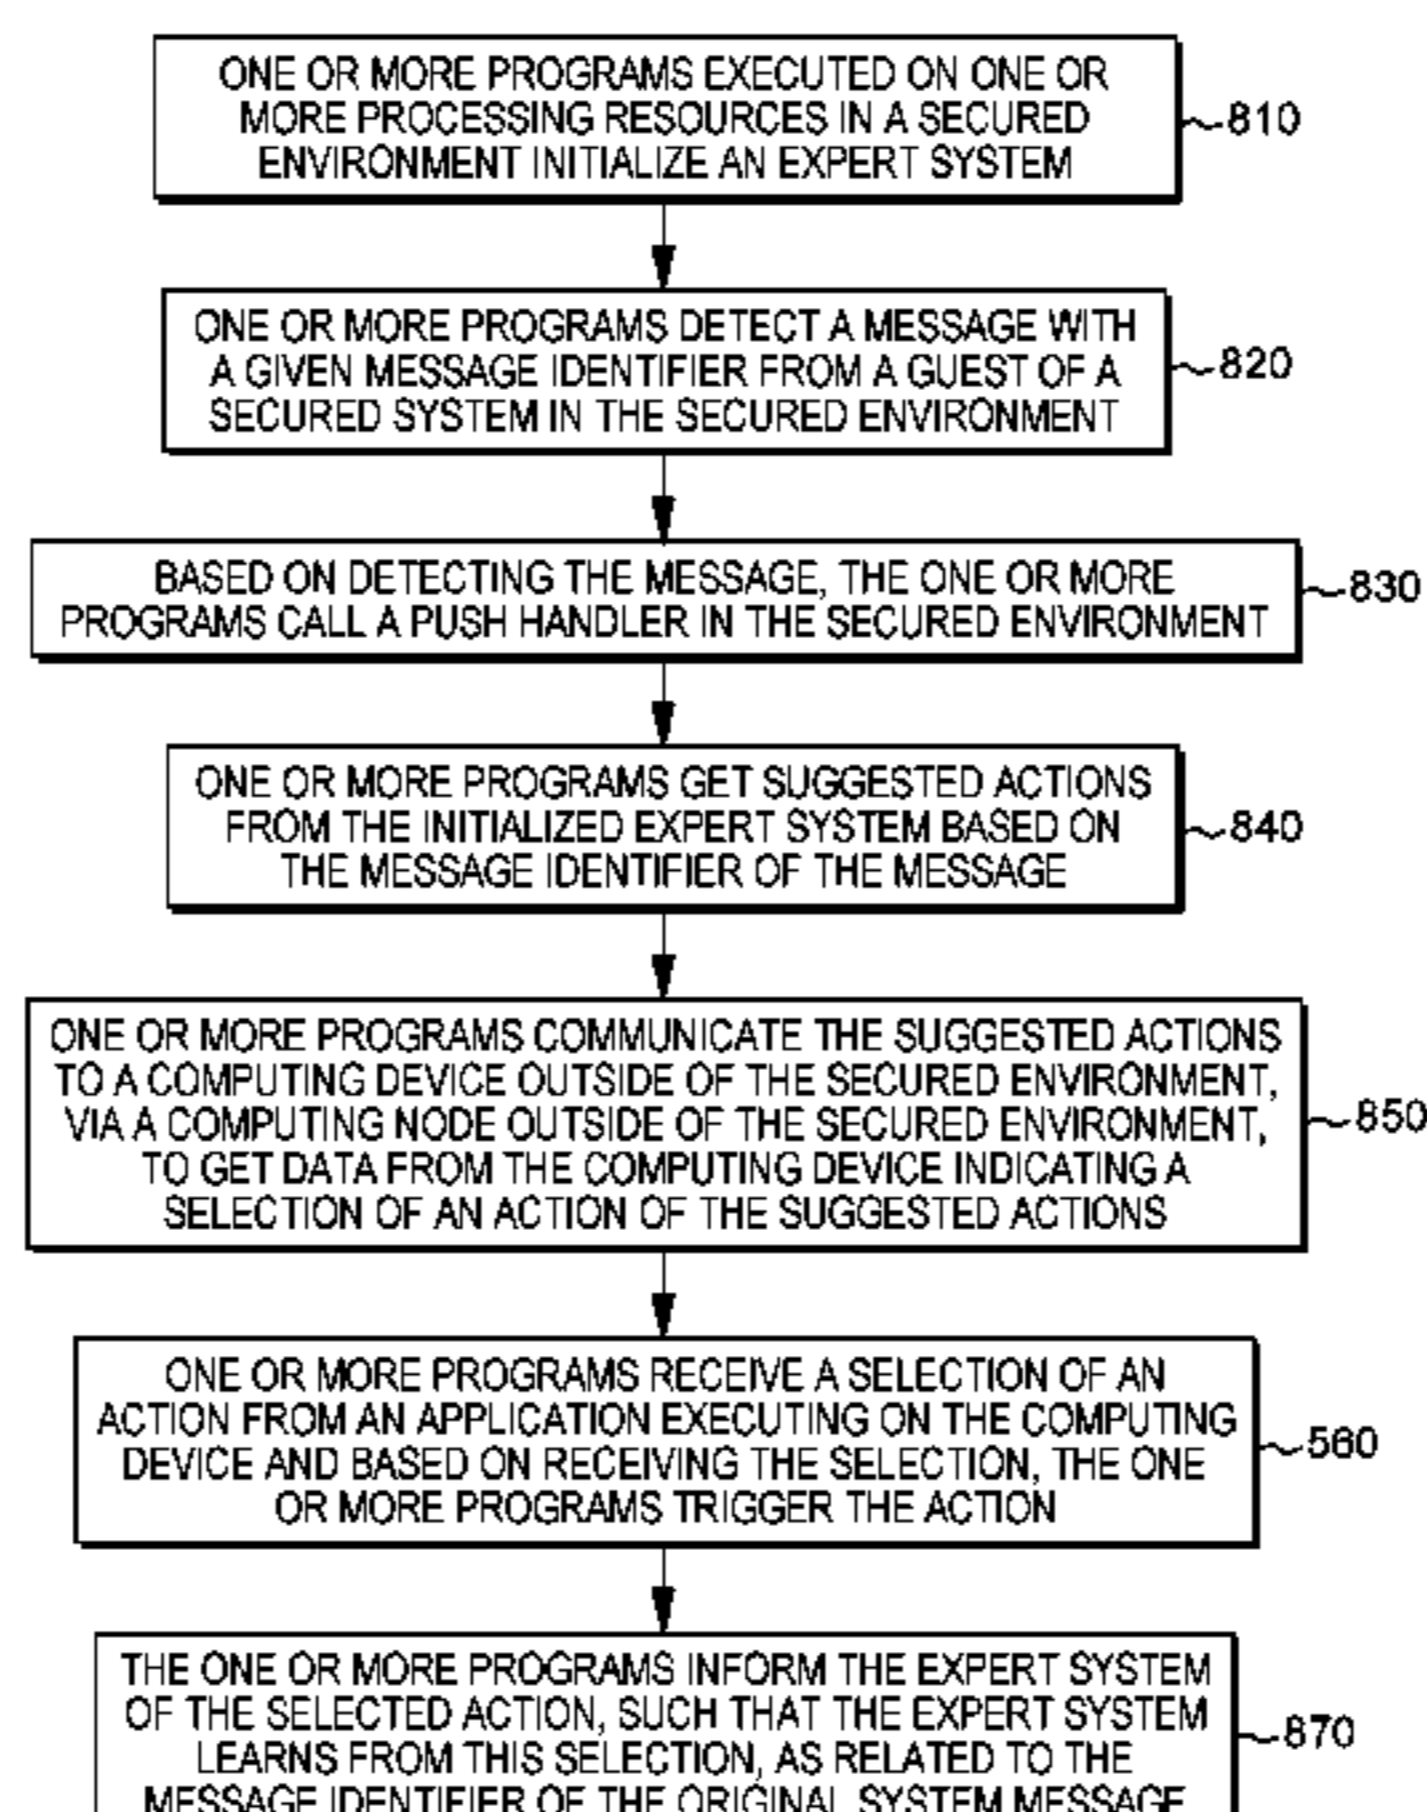 ONE OR MORE PROGRAMS EXECUTED ON ONE OR
MORE PROCESSING RESOURCES IN A SECURED
ENVIRONMENT INITIALIZE AN EXPERT SYSTEM
810
ONE OR MORE PROGRAMS DETECT A MESSAGE WITH
A GIVEN MESSAGE IDENTIFIER FROM A GUEST OF A
SECURED SYSTEM IN THE SECURED ENVIRONMENT
820
BASED ON DETECTING THE MESSAGE, THE ONE OR MORE
PROGRAMS CALL A PUSH HANDLER IN THE SECURED ENVIRONMENT
830
ONE OR MORE PROGRAMS GET SUGGESTED ACTIONS
FROM THE INITIALIZED EXPERT SYSTEM BASED ON
THE MESSAGE IDENTIFIER OF THE MESSAGE
840
ONE OR MORE PROGRAMS COMMUNICATE THE SUGGESTED ACTIONS
TO A COMPUTING DEVICE OUTSIDE OF THE SECURED ENVIRONMENT,
VIA A COMPUTING NODE OUTSIDE OF THE SECURED ENVIRONMENT,
TO GET DATA FROM THE COMPUTING DEVICE INDICATING A
SELECTION OF AN ACTION OF THE SUGGESTED ACTIONS
850
ONE OR MORE PROGRAMS RECEIVE A SELECTION OF AN
ACTION FROM AN APPLICATION EXECUTING ON THE COMPUTING
DEVICE AND BASED ON RECEIVING THE SELECTION, THE ONE
OR MORE PROGRAMS TRIGGER THE ACTION
560
THE ONE OR MORE PROGRAMS INFORM THE EXPERT SYSTEM
OF THE SELECTED ACTION, SUCH THAT THE EXPERT SYSTEM
LEARNS FROM THIS SELECTION, AS RELATED TO THE
MESSAGE IDENTIFIER OF THE ORIGINAL SYSTEM MESSAGE
870